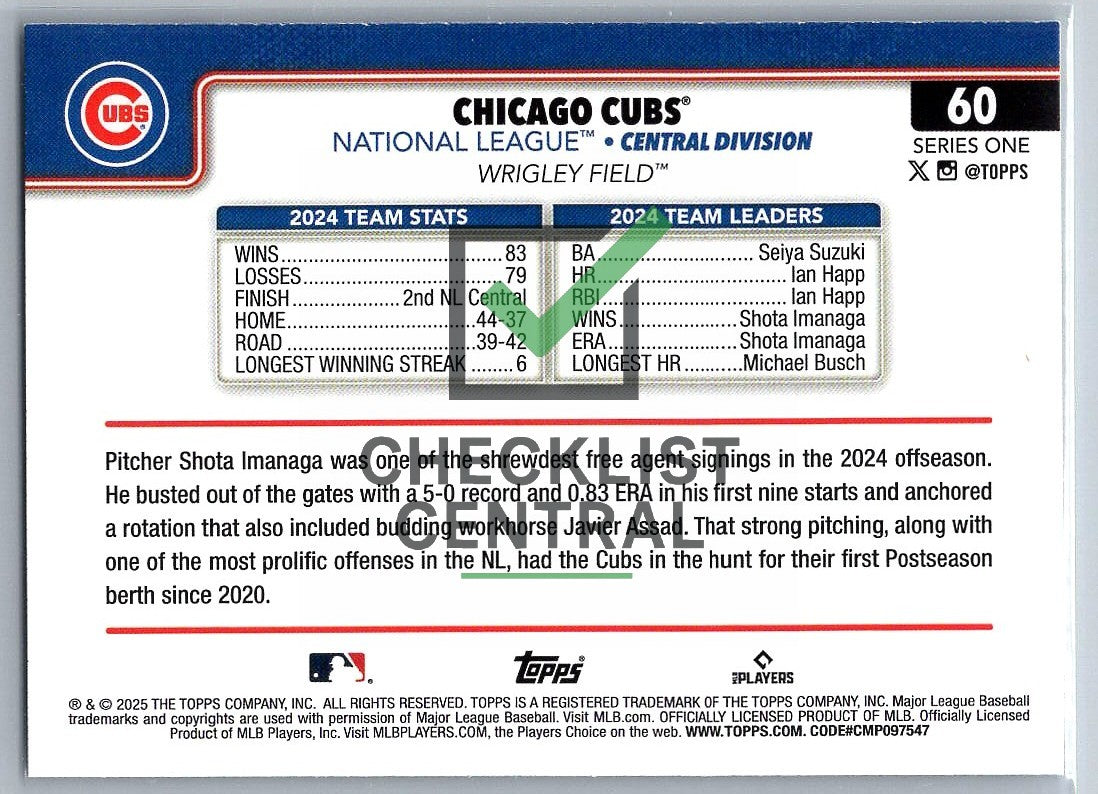 CUBS®
CHICAGO CUBS®
60
NATIONAL LEAGUE™ • CENTRAL DIVISION
SERIES ONE
WRIGLEY FIELD™
X @TOPPS
2024 TEAM STATS
WINS..........83
LOSSES..........79
FINISH..........2nd NL Central
HOME..........44-37
ROAD..........39-42
LONGEST WINNING STREAK ........6
2024 TEAM LEADERS
BA..........Seiya Suzuki
HR..........Ian Happ
RBI..........Ian Happ
WINS..........Shota Imanaga
ERA..........Shota Imanaga
LONGEST HR..........Michael Busch
CHECKLIST
CENTRAL
Pitcher Shota Imanaga was one of the shrewdest free agent signings in the 2024 offseason.
He busted out of the gates with a 5-0 record and 0.83 ERA in his first nine starts and anchored
a rotation that also included budding workhorse Javier Assad. That strong pitching, along with
one of the most prolific offenses in the NL, had the Cubs in the hunt for their first Postseason
berth since 2020.
topps®
MLB PLAYERS
® & © 2025 THE TOPPS COMPANY, INC. ALL RIGHTS RESERVED. TOPPS IS A REGISTERED TRADEMARK OF THE TOPPS COMPANY, INC. Major League Baseball
trademarks and copyrights are used with permission of Major League Baseball. Visit MLB.com. OFFICIALLY LICENSED PRODUCT OF MLB. Officially Licensed
Product of MLB Players, Inc. Visit MLBPLAYERS.COM, the Players Choice on the web. WWW.TOPPS.COM. CODE#CMP097547